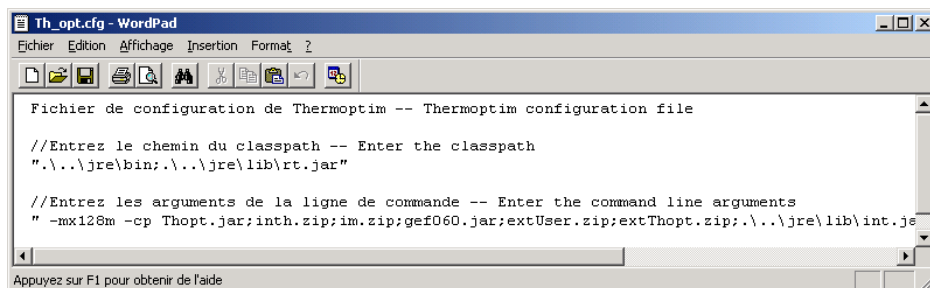 Th_opt.cfg - WordPad
Fichier Edition Affichage Insertion Format ?
Fichier de configuration de Thermoptim -- Thermoptim configuration file
//Entrez le chemin du classpath -- Enter the classpath
".\..\jre\bin;.\..\jre\lib\rt.jar"
//Entrez les arguments de la ligne de commande -- Enter the command line arguments
" -mx128m -cp Thopt.jar;inth.zip;im.zip;gef060.jar;extUser.zip;extThopt.zip;.\..\jre\lib\int.ja
Appuyez sur F1 pour obtenir de l'aide